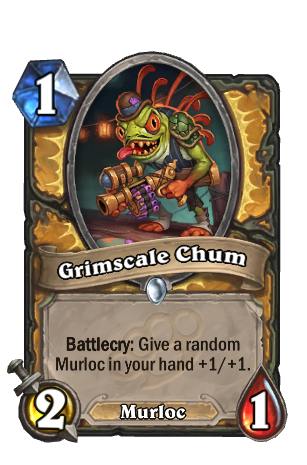 1
Grimscale Chum
Battlecry: Give a random
Murloc in your hand +1/+1.
2
Murloc
1